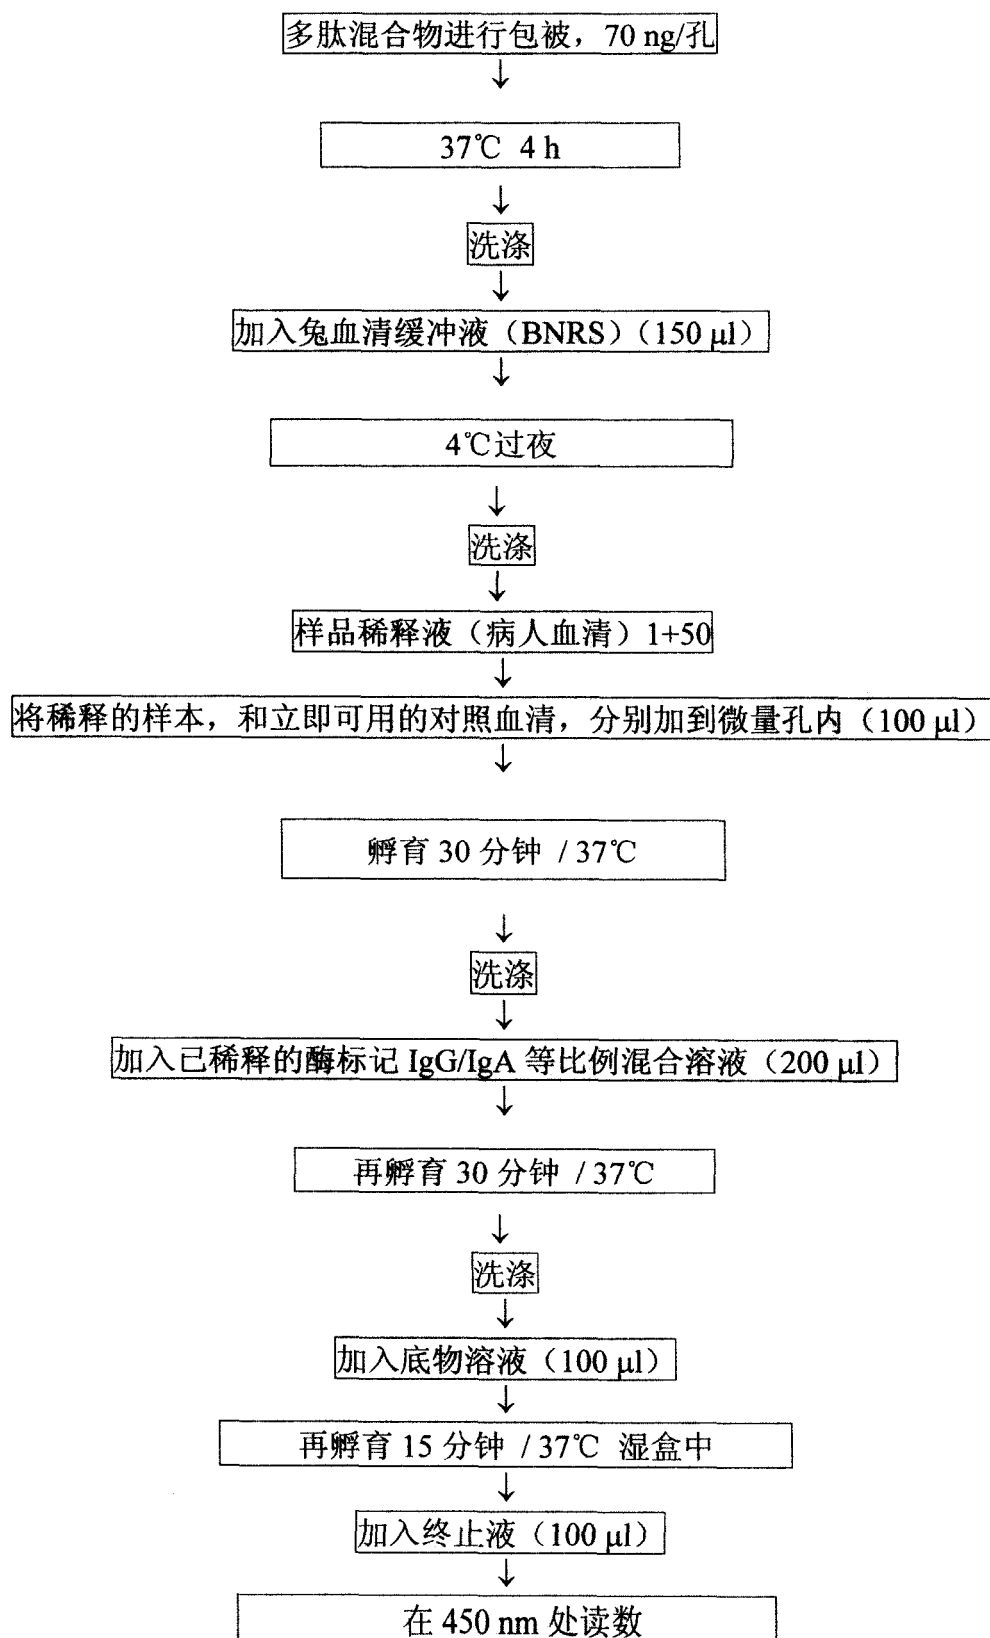 多肽混合物进行包被，70 ng/孔
37℃ 4 h
洗涤
加入兔血清缓冲液（BNRS）（150 μl）
4℃过夜
洗涤
样品稀释液（病人血清）1+50
将稀释的样本，和立即可用的对照血清，分别加到微量孔内（100 μl）
孵育 30 分钟 / 37℃
洗涤
加入已稀释的酶标记 IgG/IgA 等比例混合溶液（200 μl）
再孵育 30 分钟 / 37℃
洗涤
加入底物溶液（100 μl）
再孵育 15 分钟 / 37℃ 湿盒中
加入终止液（100 μl）
在 450 nm 处读数